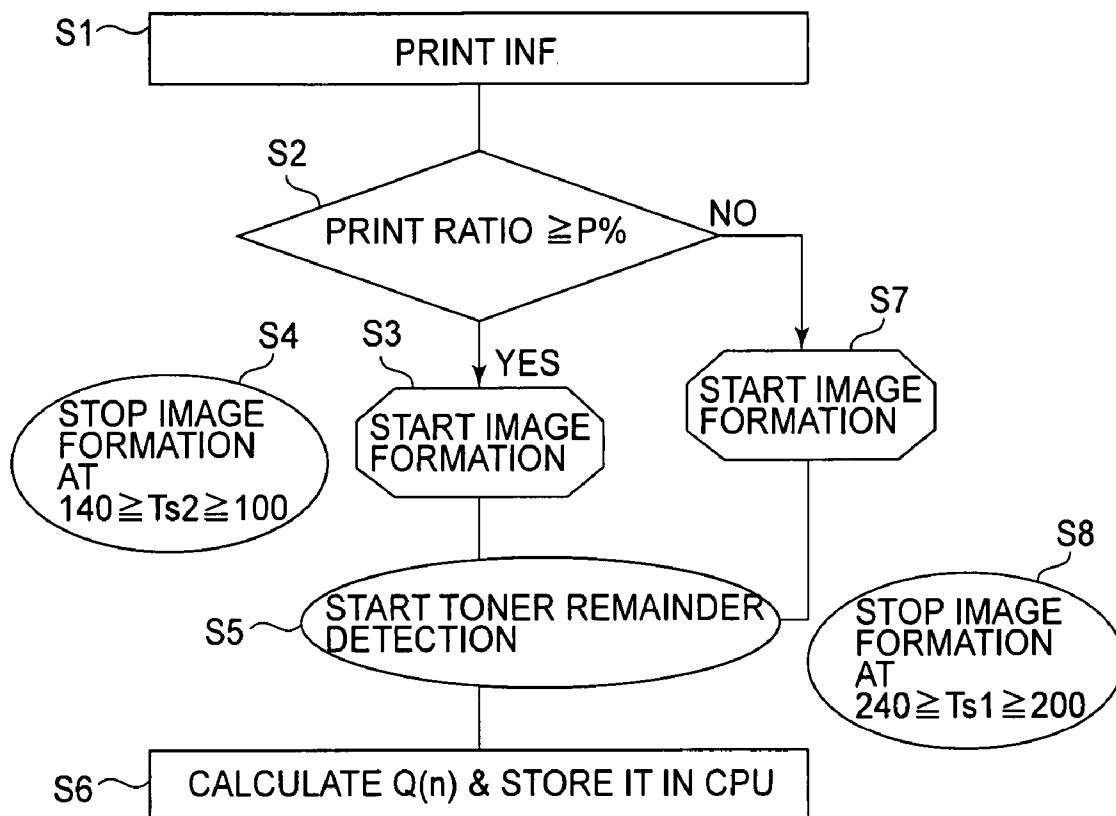 S1
PRINT INF.
S2
PRINT RATIO ≧P%
NO
S7
S3
S4
YES
START IMAGE
FORMATION
STOP IMAGE
FORMATION
AT
140≧Ts2≧100
START IMAGE
FORMATION
S8
S5
START TONER REMAINDER
DETECTION
STOP IMAGE
FORMATION
AT
240≧Ts1≧200
S6
CALCULATE Q(n) & STORE IT IN CPU